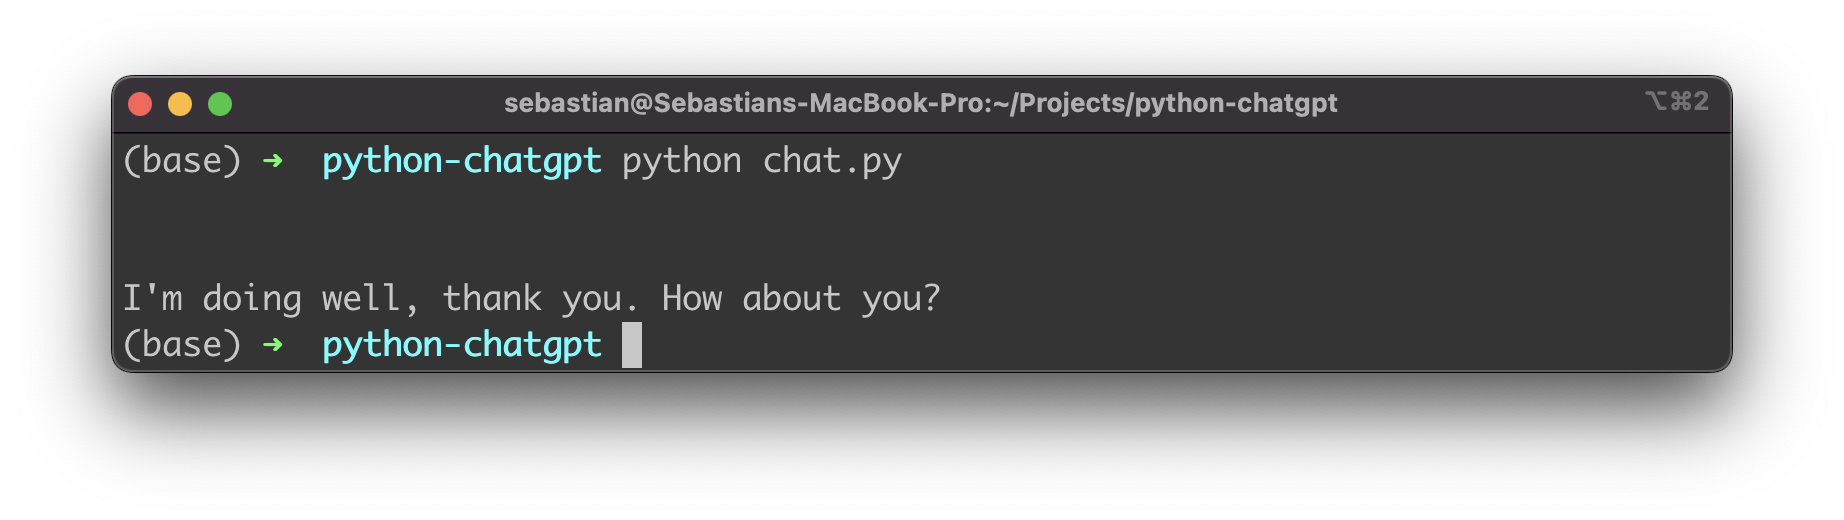 sebastian@Sebastians-MacBook-Pro:~/Projects/python-chatgpt ⌥⌘2
(base) ➜ python-chatgpt python chat.py
I'm doing well, thank you. How about you?
(base) ➜ python-chatgpt